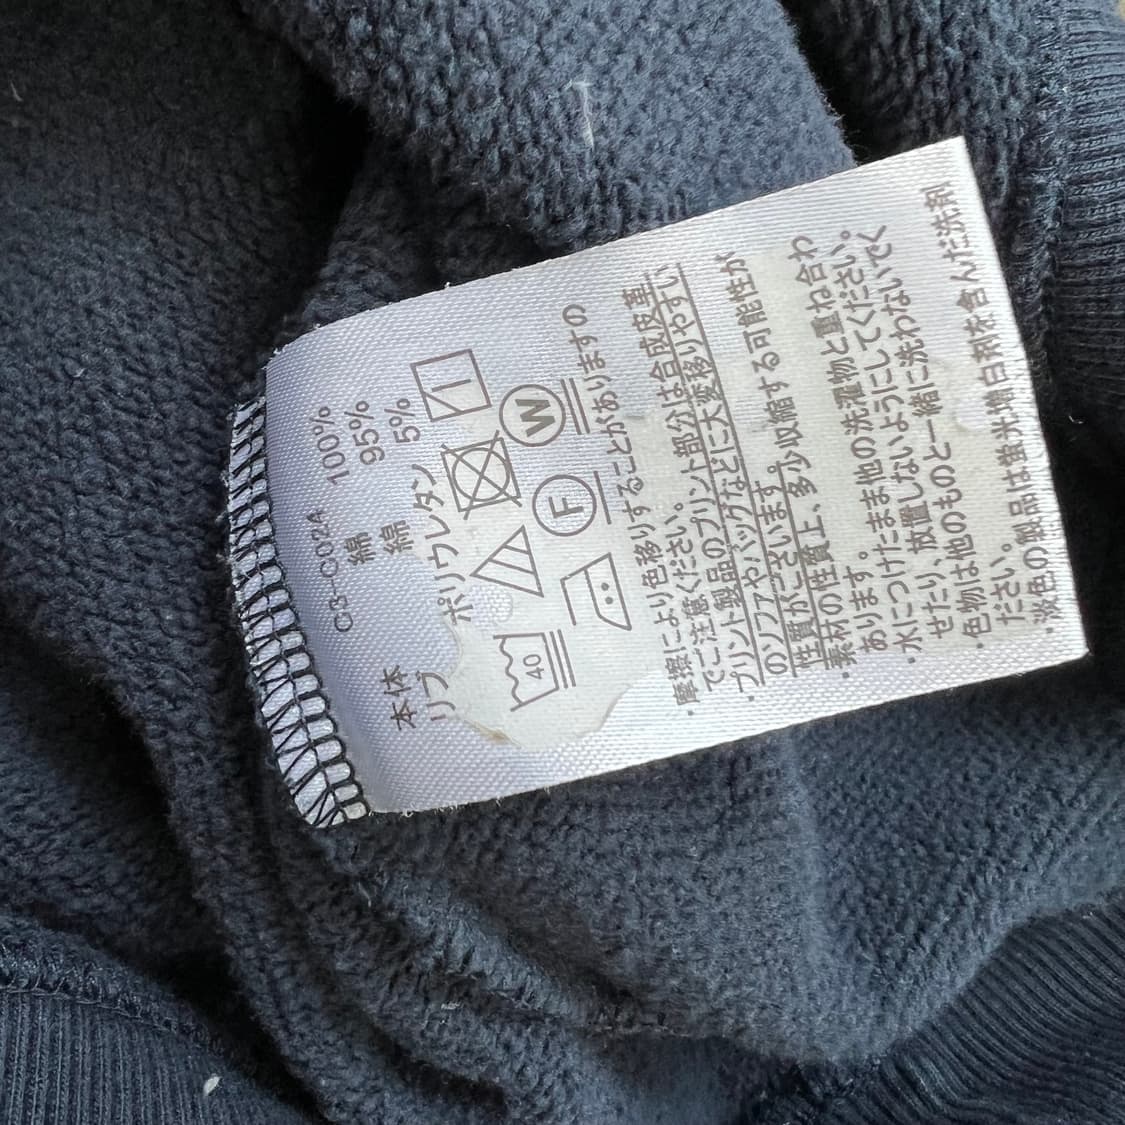 C3-C024
本体 綿 100%
リブ 綿 95%
ポリウレタン 5%
40
F
W
・摩擦により色移りすることがありますの
でご注意ください。
・プリント製品のプリント部分は合成皮革
のソファやバッグなどに大変移りやすい
性質がございます。
・素材の性質上、多少収縮する可能性が
あります。
・水につけたまま他の洗濯物と重ね合わ
せたり、放置しないようにしてください。
・色物は他のものと一緒に洗わないでく
ださい。
・淡色の製品は蛍光増白剤を含んだ洗剤